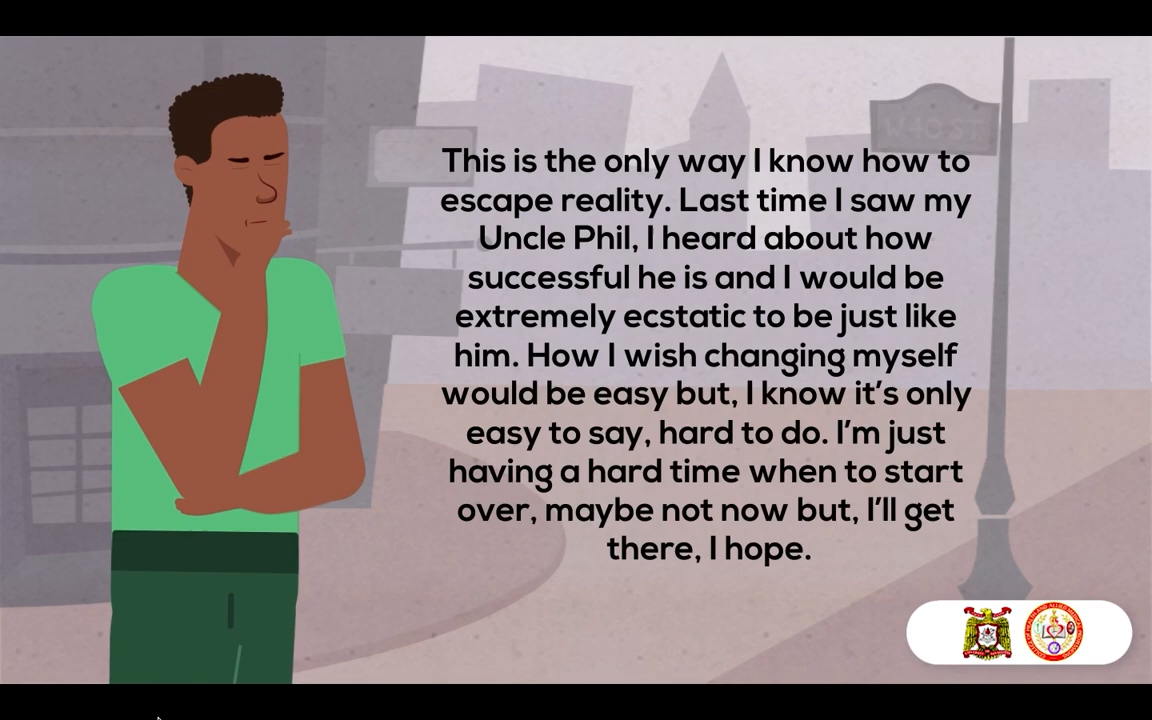 W 40 ST.
This is the only way I know how to
escape reality. Last time I saw my
Uncle Phil, I heard about how
successful he is and I would be
extremely ecstatic to be just like
him. How I wish changing myself
would be easy but, I know it’s only
easy to say, hard to do. I’m just
having a hard time when to start
over, maybe not now but, I’ll get
there, I hope.